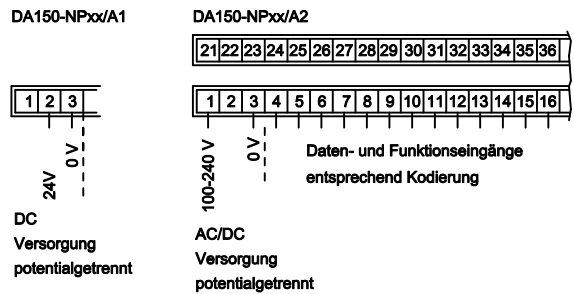 DA150-NPxx/A1
DA150-NPxx/A2
21 22 23 24 25 26 27 28 29 30 31 32 33 34 35 36
1 2 3
1 2 3 4 5 6 7 8 9 10 11 12 13 14 15 16
24V
0 V
100-240 V
0 V
Daten- und Funktionseingänge
entsprechend Kodierung
DC
Versorgung
potentialgetrennt
AC/DC
Versorgung
potentialgetrennt